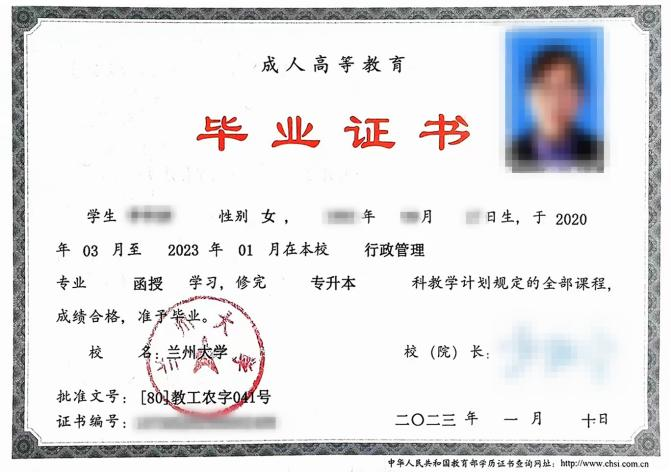 成人高等教育
毕业证书
学生 性别 女， 年 月 日生，于 2020
年 03 月至 2023 年 01 月在本校 行政管理
专业 函授 学习，修完 专升本 科教学计划规定的全部课程，
成绩合格，准予毕业。
校 名：兰州大学 校（院）长：
批准文号：[80]教工农字041号
证书编号： 二〇二三 年 一 月 十 日
兰州大学
中华人民共和国教育部学历证书查询网址：http://www.chsi.com.cn